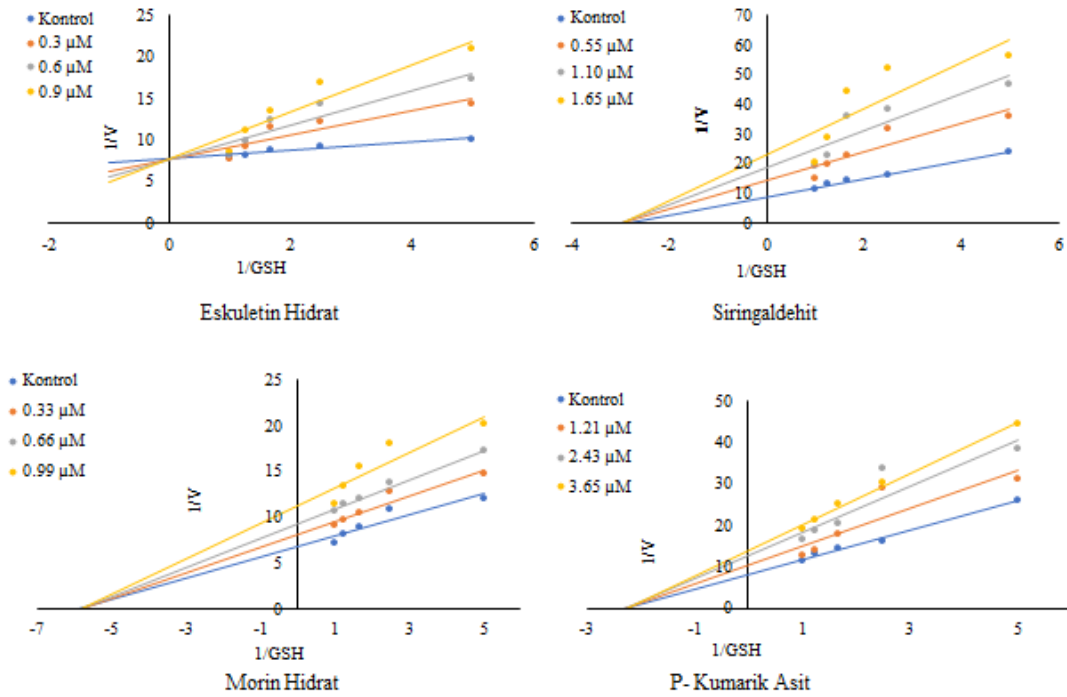 Kontrol
0.3 µM
0.6 µM
0.9 µM
25
20
15
10
5
0
1/V
-2 0 2 4 6
1/GSH
Eskuletin Hidrat
Kontrol
0.55 µM
1.10 µM
1.65 µM
70
60
50
40
30
20
10
0
1/V
-4 -2 0 2 4 6
1/GSH
Siringaldehit
Kontrol
0.33 µM
0.66 µM
0.99 µM
25
20
15
10
5
0
1/V
-7 -5 -3 -1 1 3 5
1/GSH
Morin Hidrat
Kontrol
1.21 µM
2.43 µM
3.65 µM
50
40
30
20
10
0
1/V
-3 -1 1 3 5
1/GSH
P- Kumarik Asit